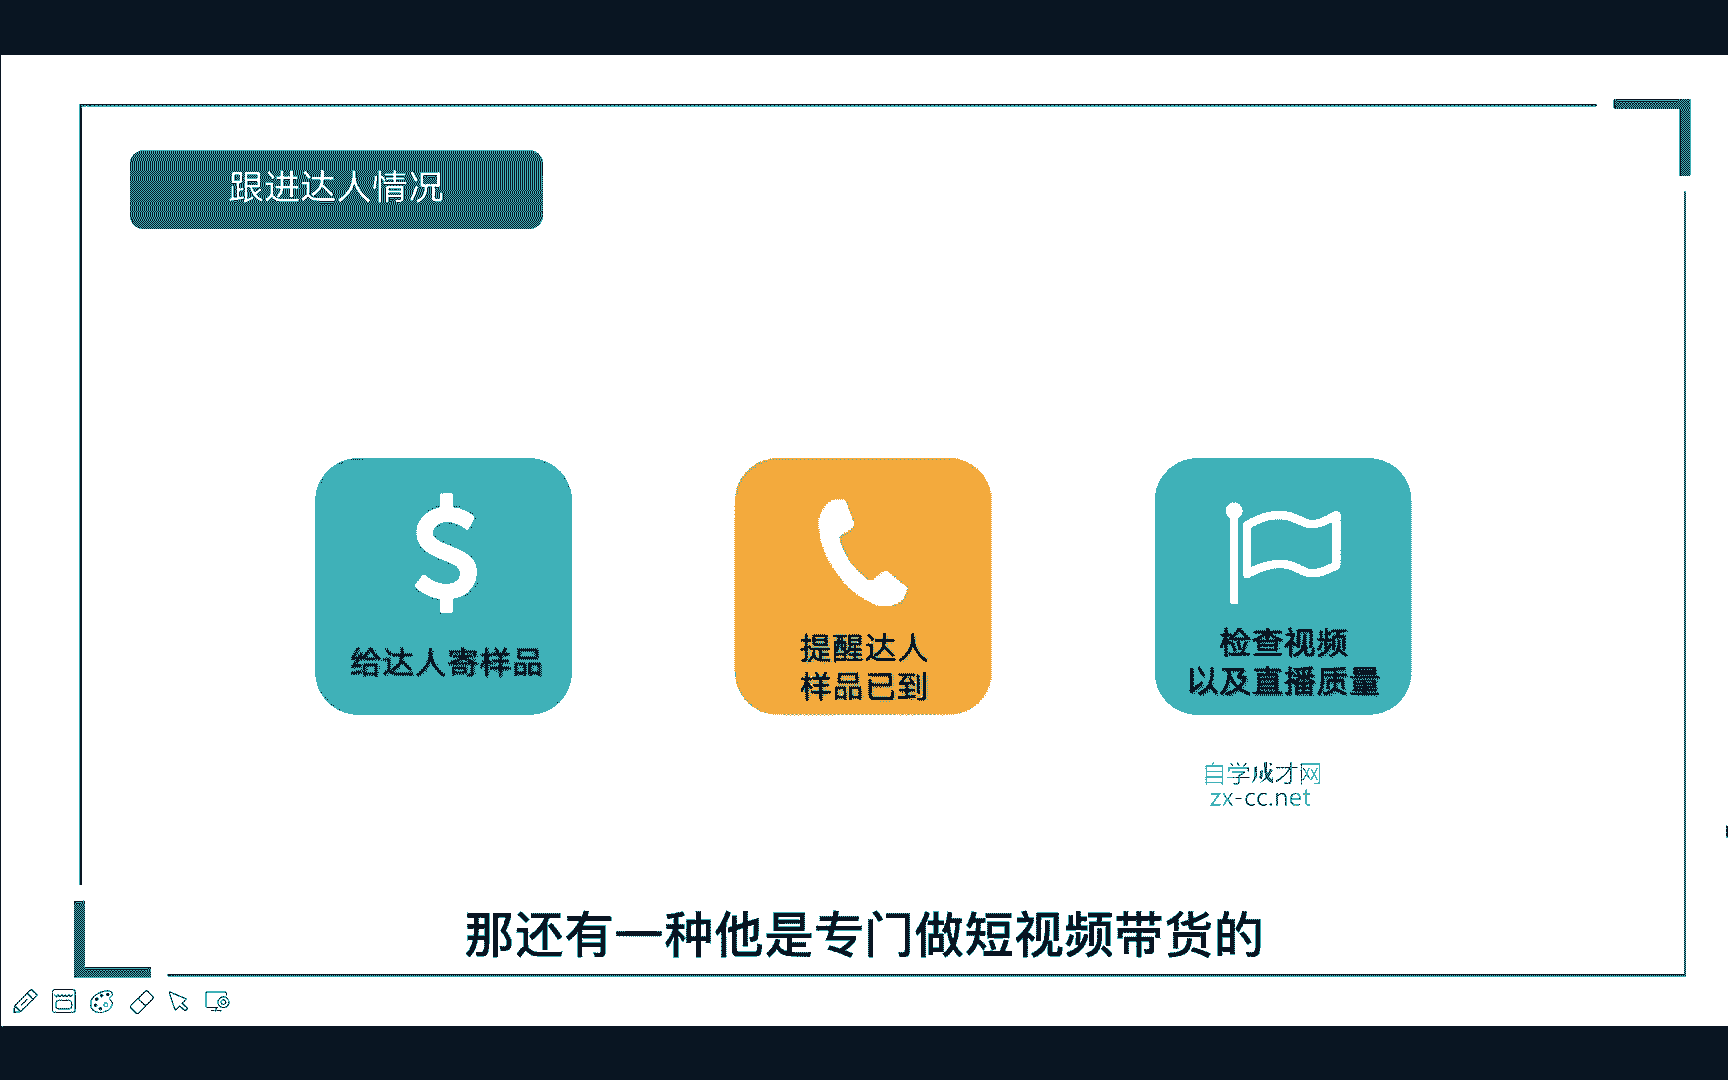 跟进达人情况
给达人寄样品
提醒达人
样品已到
检查视频
以及直播质量
自学成才网
zx-cc.net
那还有一种他是专门做短视频带货的